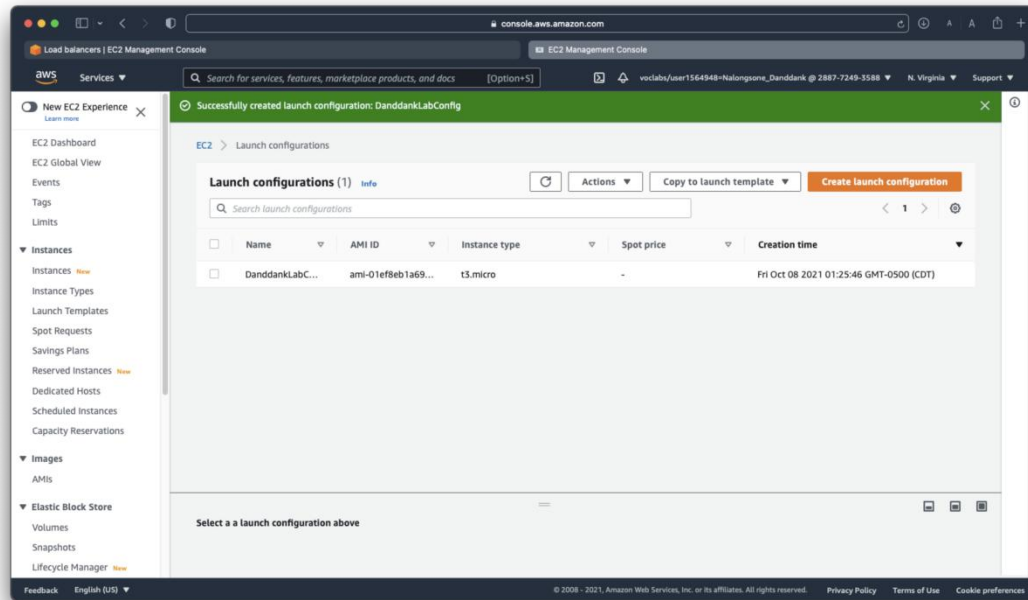 console.aws.amazon.com
Load balancers | EC2 Management Console
EC2 Management Console
aws
Services
Search for services, features, marketplace products, and docs
[Option+S]
voclabs/user1564948=Nalongsone_Danddank @ 2887-7249-3588
N. Virginia
Support
New EC2 Experience
Learn more
EC2 Dashboard
EC2 Global View
Events
Tags
Limits
Instances
Instances New
Instance Types
Launch Templates
Spot Requests
Savings Plans
Reserved Instances New
Dedicated Hosts
Scheduled Instances
Capacity Reservations
Images
AMIs
Elastic Block Store
Volumes
Snapshots
Lifecycle Manager New
Successfully created launch configuration: DanddankLabConfig
EC2 > Launch configurations
Launch configurations (1) Info
Actions
Copy to launch template
Create launch configuration
Search launch configurations
1
Name AMI ID Instance type Spot price Creation time
DanddankLabC... ami-01ef8eb1a69... t3.micro - Fri Oct 08 2021 01:25:46 GMT-0500 (CDT)
Select a a launch configuration above
Feedback English (US) © 2008 - 2021, Amazon Web Services, Inc. or its affiliates. All rights reserved. Privacy Policy Terms of Use Cookie preferences